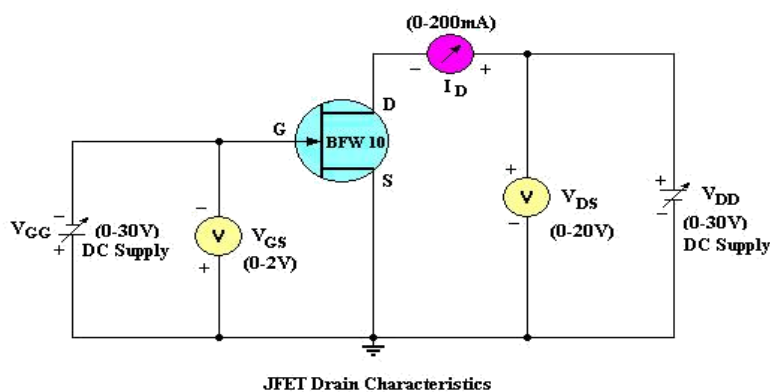 (0-200mA)
− +
I D
D
G
BFW 10
S
− +
V GG
(0-30V)
DC Supply
− +
V
V GS
(0-2V)
+ −
V
V DS
(0-20V)
+ −
V DD
(0-30V)
DC Supply
JFET Drain Characteristics